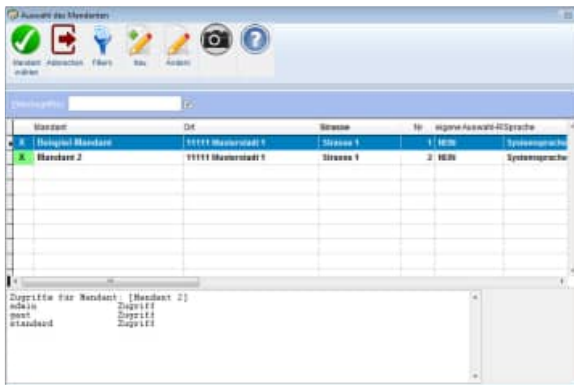 Auswahl des Mandanten
Mandant wählen Abbrechen Filtern Neu Ändern
Mandant Ort Strasse Nr eigene Auswahl-R Sprache
X Beispiel-Mandant 11111 Musterstadt 1 Strasse 1 1 NEIN Systemsprache
X Mandant 2 11111 Musterstadt 1 Strasse 1 2 NEIN Systemsprache
Zugriffe für Mandant: [Mandant 2]
admin Zugriff
gast Zugriff
standard Zugriff